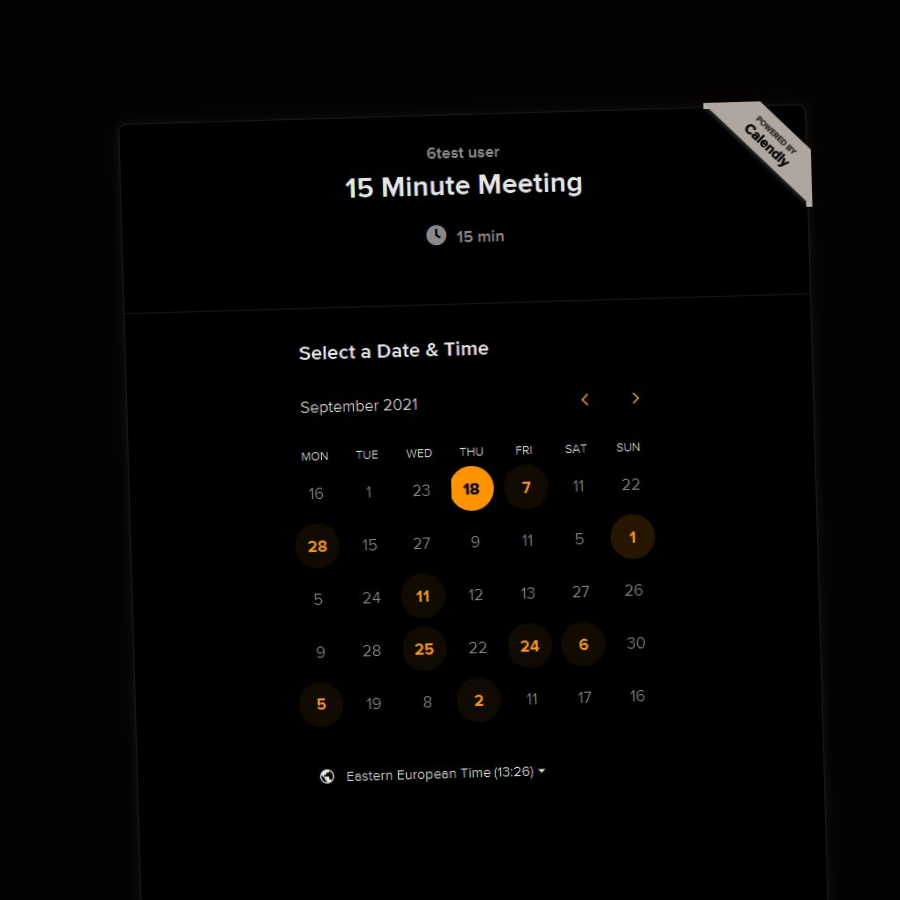 POWERED BY
Calendly
6test user
15 Minute Meeting
15 min
Select a Date & Time
September 2021
MON TUE WED THU FRI SAT SUN
16 1 23 18 7 11 22
28 15 27 9 11 5 1
5 24 11 12 13 27 26
9 28 25 22 24 6 30
5 19 8 2 11 17 16
Eastern European Time (13:26)